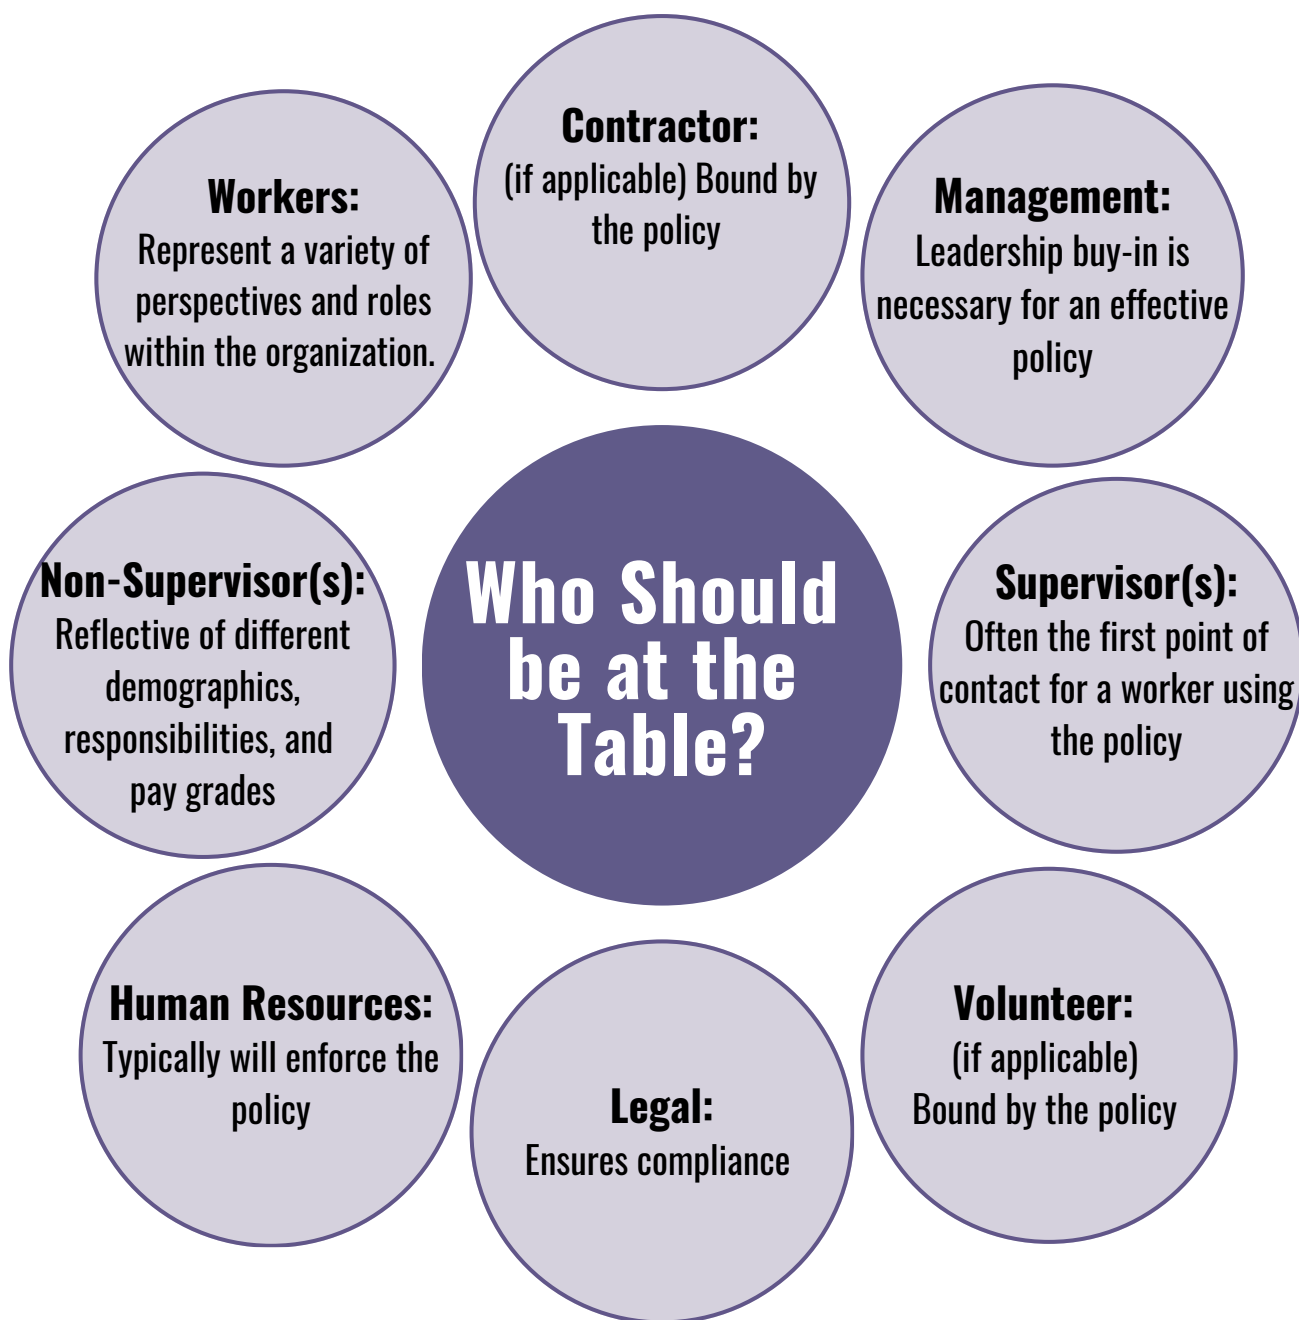 Contractor:
(if applicable) Bound by
the policy
Management:
Leadership buy-in is
necessary for an effective
policy
Supervisor(s):
Often the first point of
contact for a worker using
the policy
Volunteer:
(if applicable)
Bound by the policy
Legal:
Ensures compliance
Human Resources:
Typically will enforce the
policy
Non-Supervisor(s):
Reflective of different
demographics,
responsibilities, and
pay grades
Workers:
Represent a variety of
perspectives and roles
within the organization.
Who Should
be at the
Table?